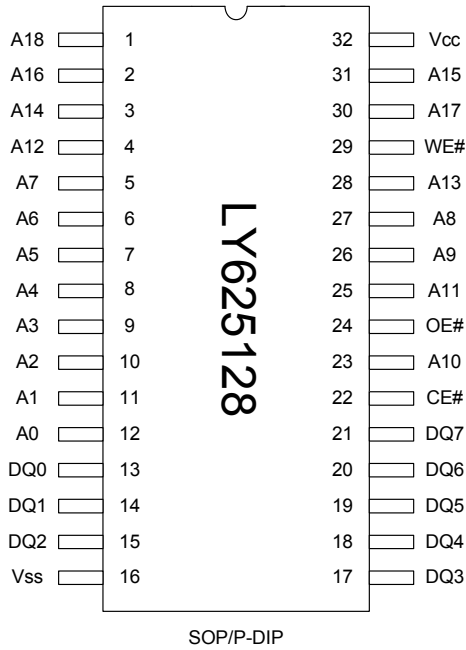 A18 1 32 Vcc
A16 2 31 A15
A14 3 30 A17
A12 4 29 WE#
A7 5 28 A13
A6 6 27 A8
A5 7 26 A9
A4 8 25 A11
A3 9 24 OE#
A2 10 23 A10
A1 11 22 CE#
A0 12 21 DQ7
DQ0 13 20 DQ6
DQ1 14 19 DQ5
DQ2 15 18 DQ4
Vss 16 17 DQ3
LY625128
SOP/P-DIP